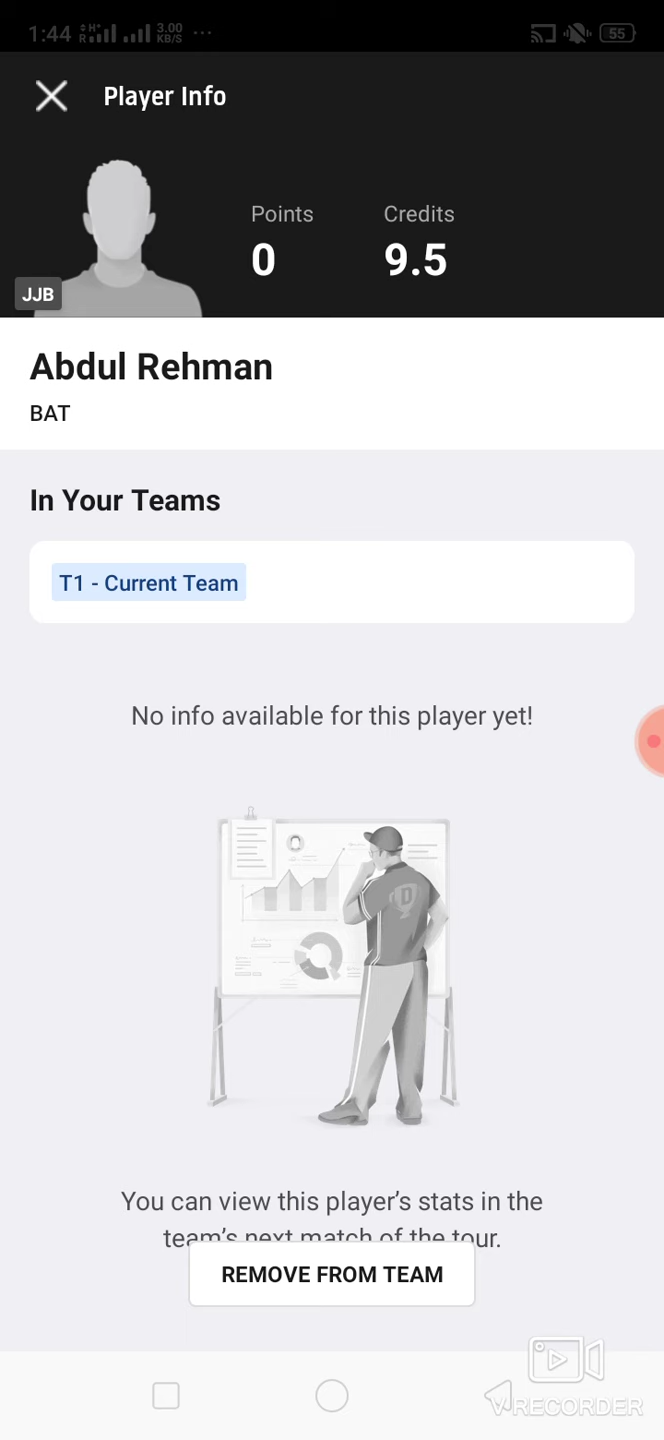 1:44 H+ R 3.00 KB/S ... 55
Player Info
Points Credits
0 9.5
JJB
Abdul Rehman
BAT
In Your Teams
T1 - Current Team
No info available for this player yet!
D
You can view this player’s stats in the
team’s next match of the tour.
REMOVE FROM TEAM
VRECORDER